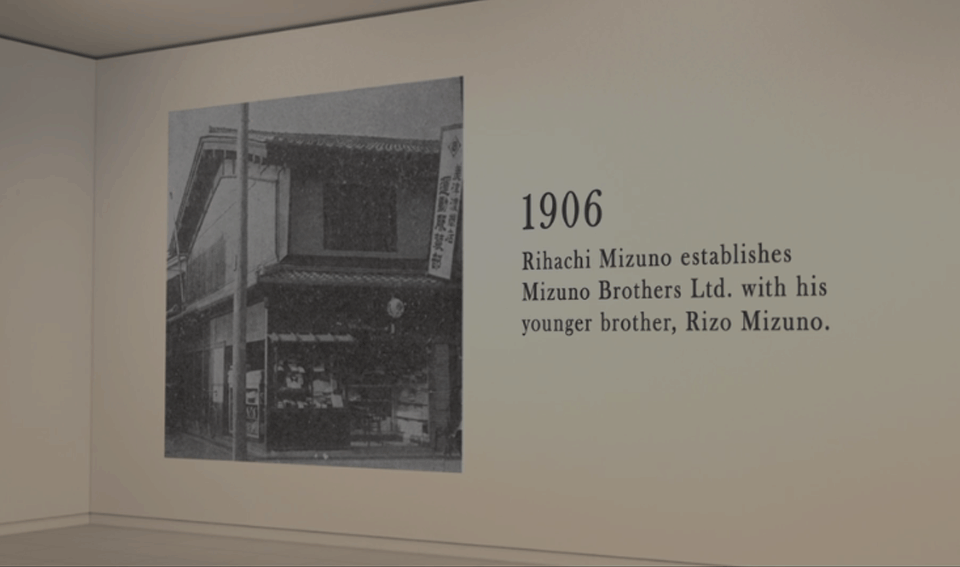 1906
Rihachi Mizuno establishes
Mizuno Brothers Ltd. with his
younger brother, Rizo Mizuno.